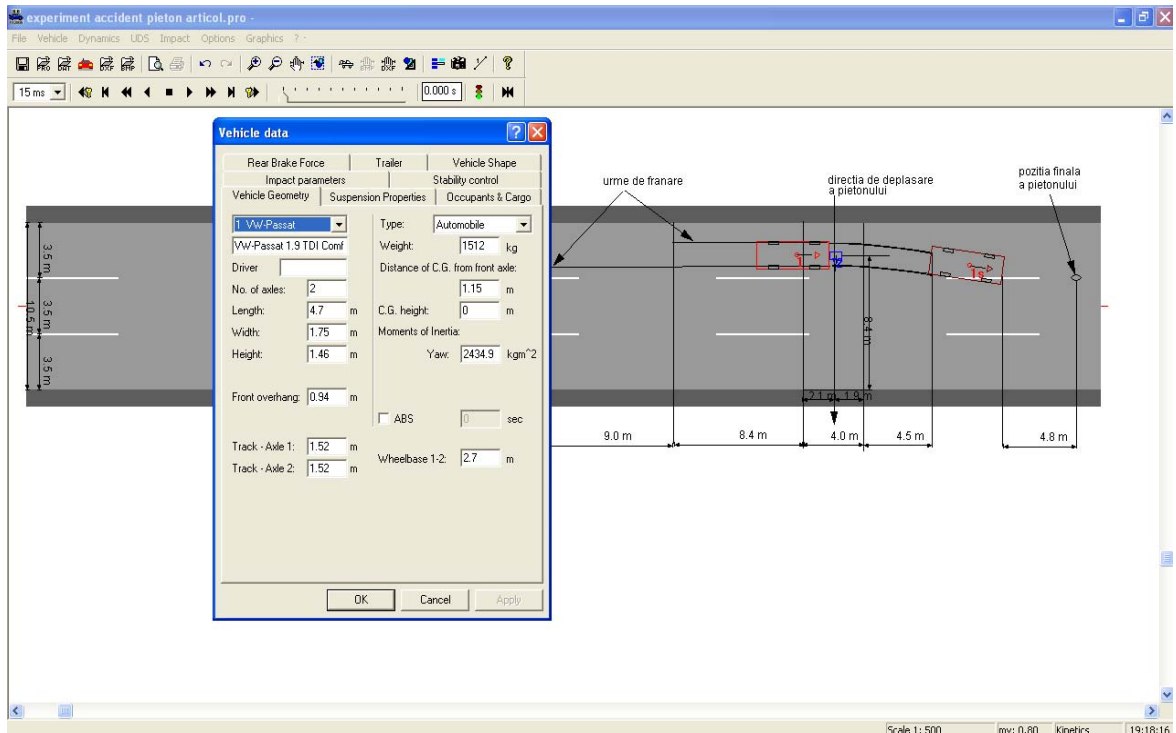 experiment accident pieton articol.pro -
File Vehicle Dynamics UDS Impact Options Graphics ?
15 ms 0.000 s
Vehicle data
Rear Brake Force Trailer Vehicle Shape
Impact parameters Stability control
Vehicle Geometry Suspension Properties Occupants & Cargo
1 VW-Passat Type: Automobile
VW-Passat 1.9 TDI Comf Weight: 1512 kg
Driver Distance of C.G. from front axle:
No. of axles: 2 1.15 m
Length: 4.7 m C.G. height: 0 m
Width: 1.75 m Moments of Inertia:
Height: 1.46 m Yaw: 2434.9 kgm^2
Front overhang: 0.94 m
ABS 0 sec
Track - Axle 1: 1.52 m
Wheelbase 1-2: 2.7 m
Track - Axle 2: 1.52 m
OK Cancel Apply
urme de franare
directia de deplasare
a pietonului
pozitia finala
a pietonului
3.5 m
3.5 m
10.5 m
3.5 m
1
1s
8.4 m
2.1 m 1.9 m
9.0 m 8.4 m 4.0 m 4.5 m 4.8 m
Scale 1: 500 my: 0.80 Kinetics 19:18:16